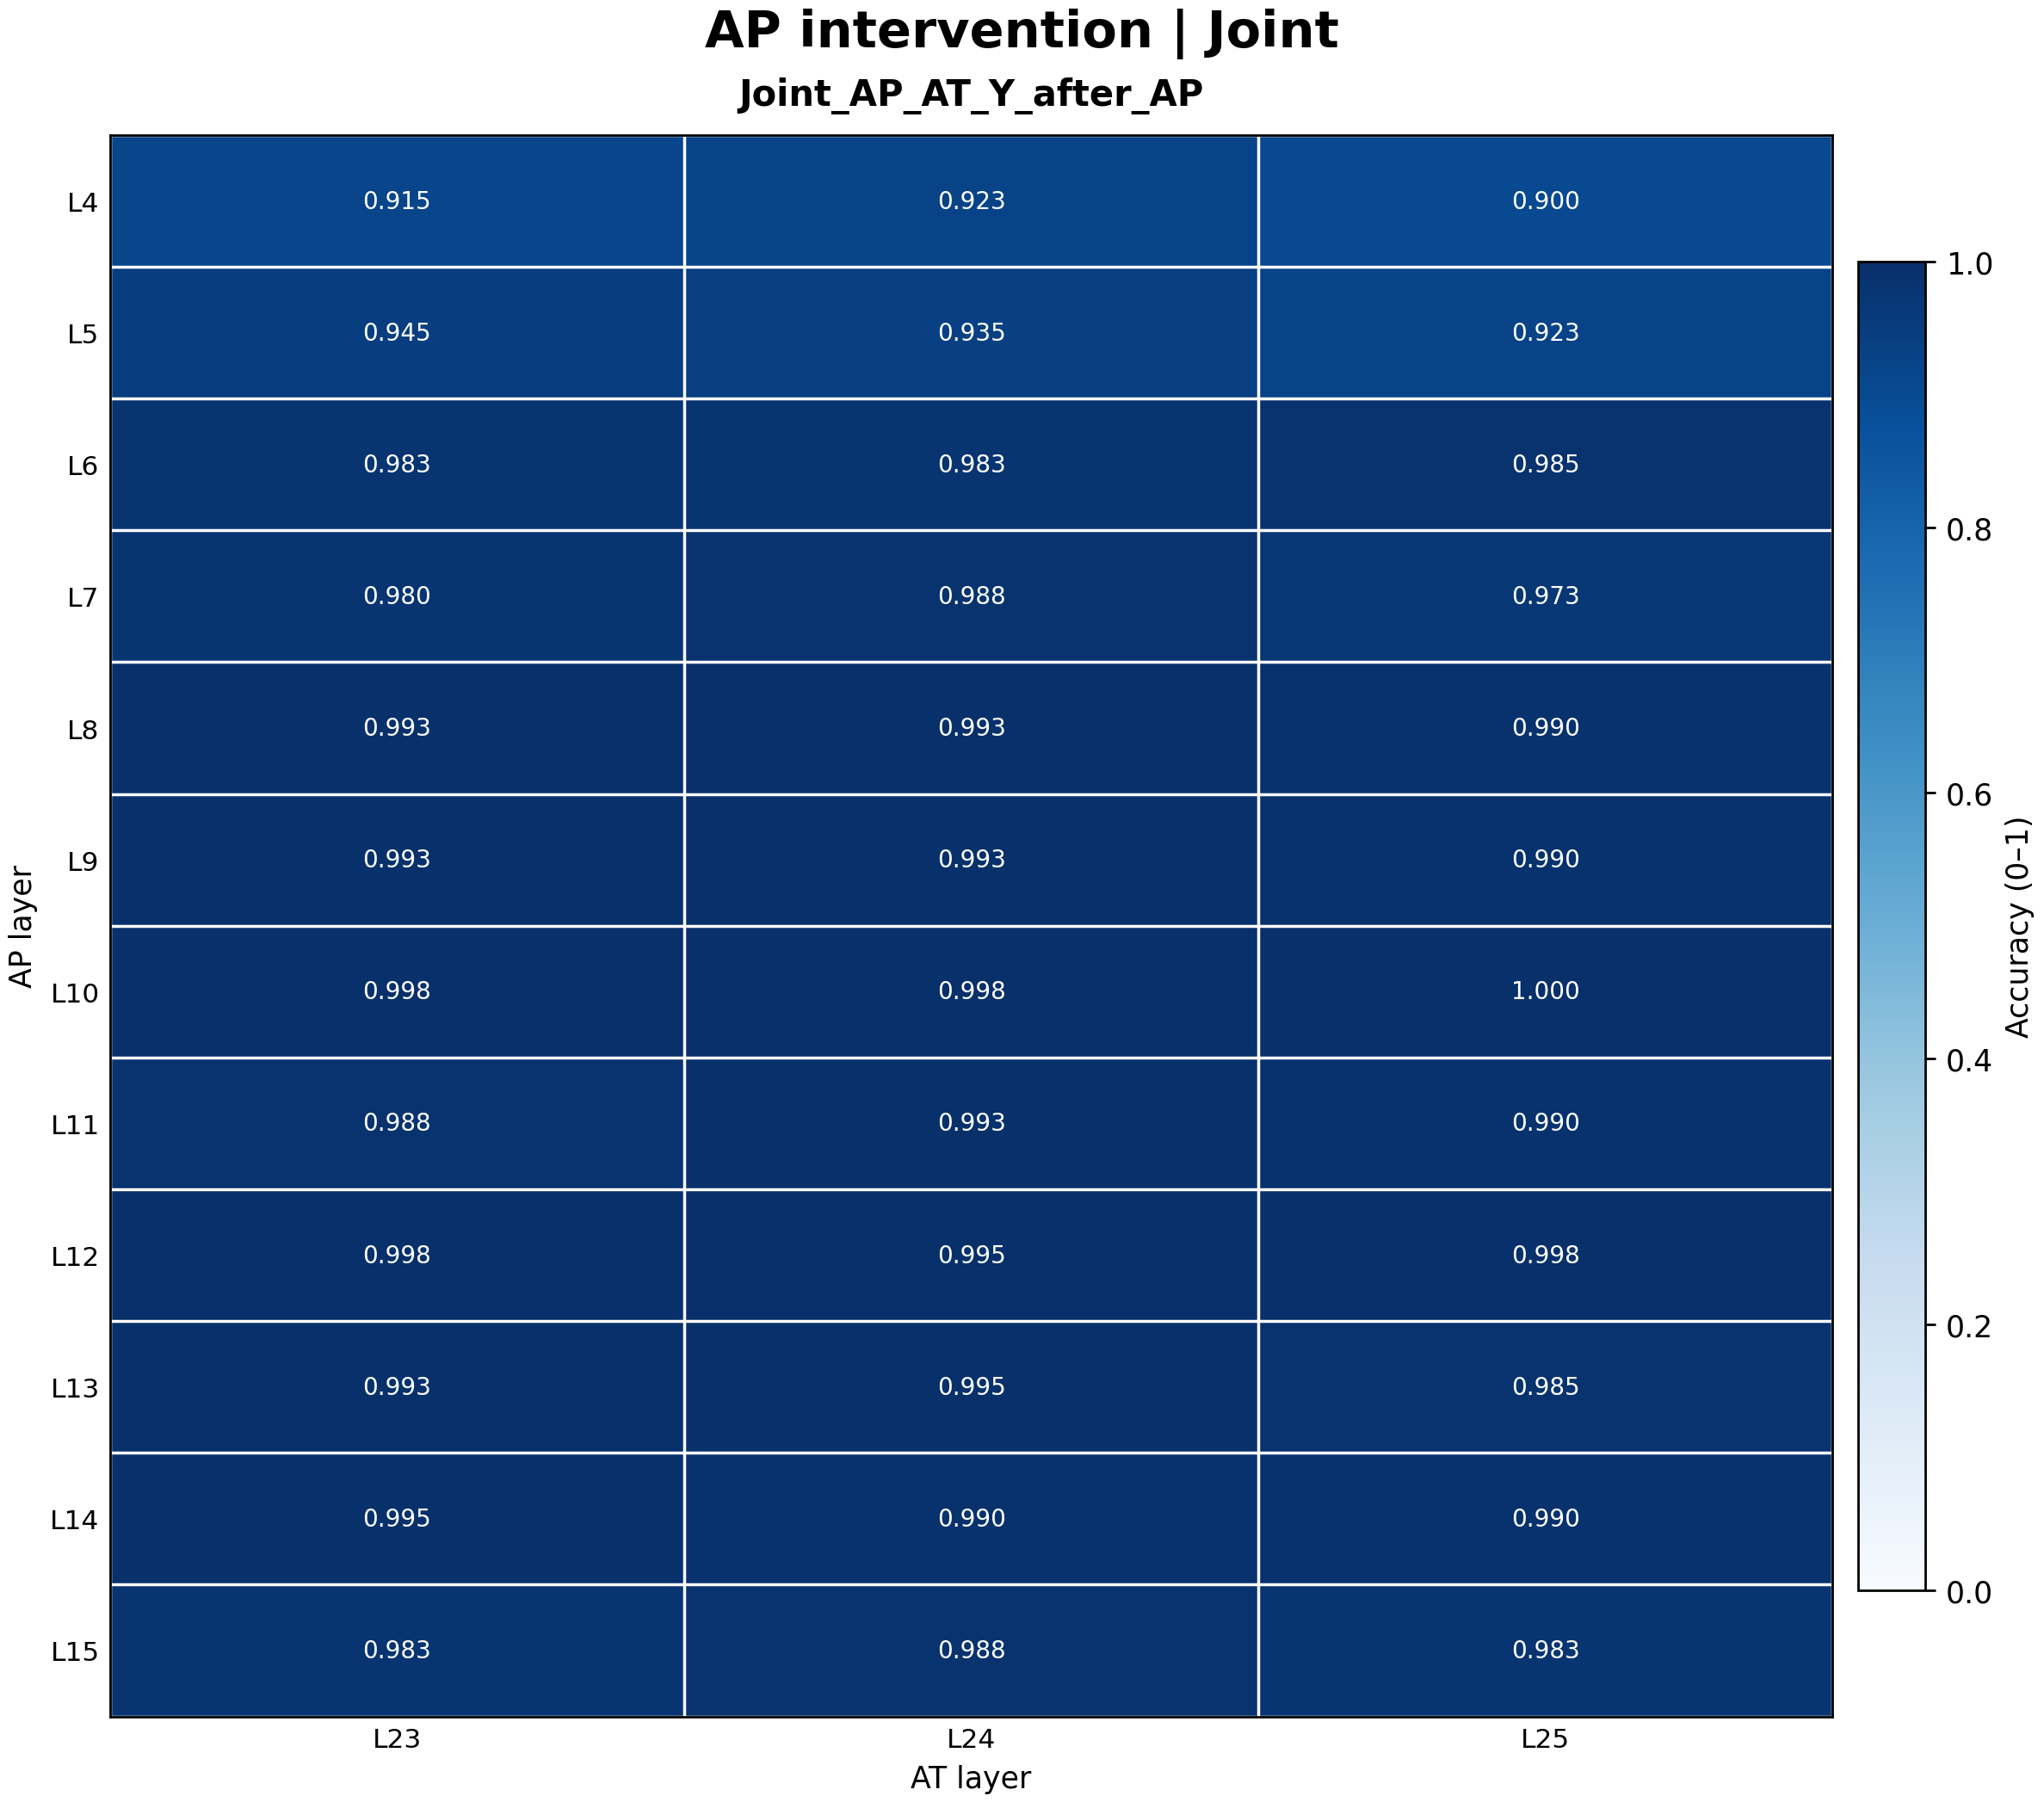 AP intervention | Joint
Joint_AP_AT_Y_after_AP
L4 0.915 0.923 0.900
L5 0.945 0.935 0.923
L6 0.983 0.983 0.985
L7 0.980 0.988 0.973
L8 0.993 0.993 0.990
L9 0.993 0.993 0.990
L10 0.998 0.998 1.000
L11 0.988 0.993 0.990
L12 0.998 0.995 0.998
L13 0.993 0.995 0.985
L14 0.995 0.990 0.990
L15 0.983 0.988 0.983
L23 L24 L25
AT layer
AP layer
1.0
0.8
0.6
0.4
0.2
0.0
Accuracy (0–1)